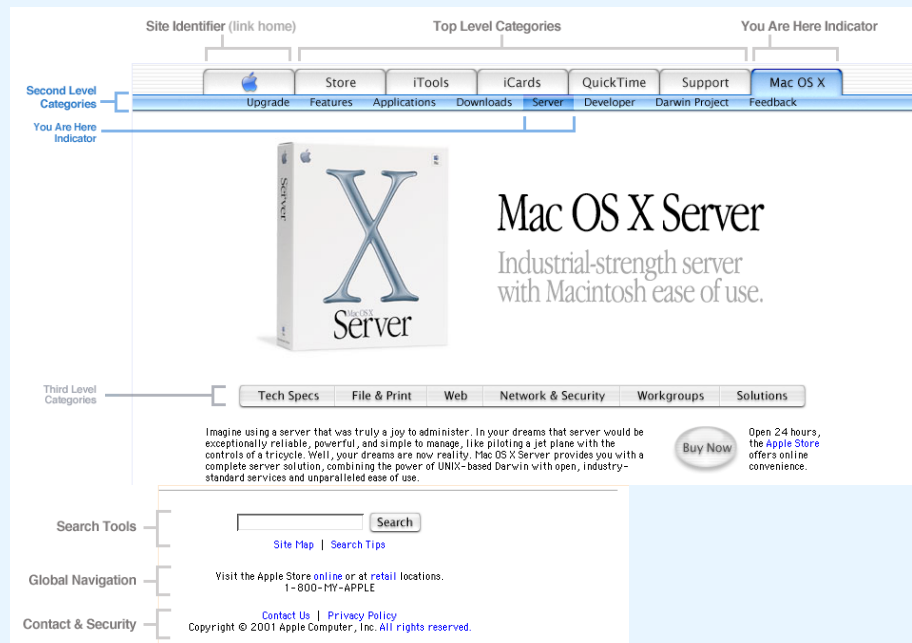 Site Identifier (link home)
Top Level Categories
You Are Here Indicator
Store iTools iCards QuickTime Support Mac OS X
Second Level
Categories
Upgrade Features Applications Downloads Server Developer Darwin Project Feedback
You Are Here
Indicator
Server
Mac OS X
Server
Mac OS X Server
Industrial-strength server
with Macintosh ease of use.
Third Level
Categories
Tech Specs File & Print Web Network & Security Workgroups Solutions
Imagine using a server that was truly a joy to administer. In your dreams that server would be
exceptionally reliable, powerful, and simple to manage, like piloting a jet plane with the
controls of a tricycle. Well, your dreams are now reality. Mac OS X Server provides you with a
complete server solution, combining the power of UNIX-based Darwin with open, industry-
standard services and unparalleled ease of use.
Buy Now
Open 24 hours,
the Apple Store
offers online
convenience.
Search Tools
Search
Site Map | Search Tips
Global Navigation
Visit the Apple Store online or at retail locations.
1-800-MY-APPLE
Contact & Security
Contact Us | Privacy Policy
Copyright © 2001 Apple Computer, Inc. All rights reserved.